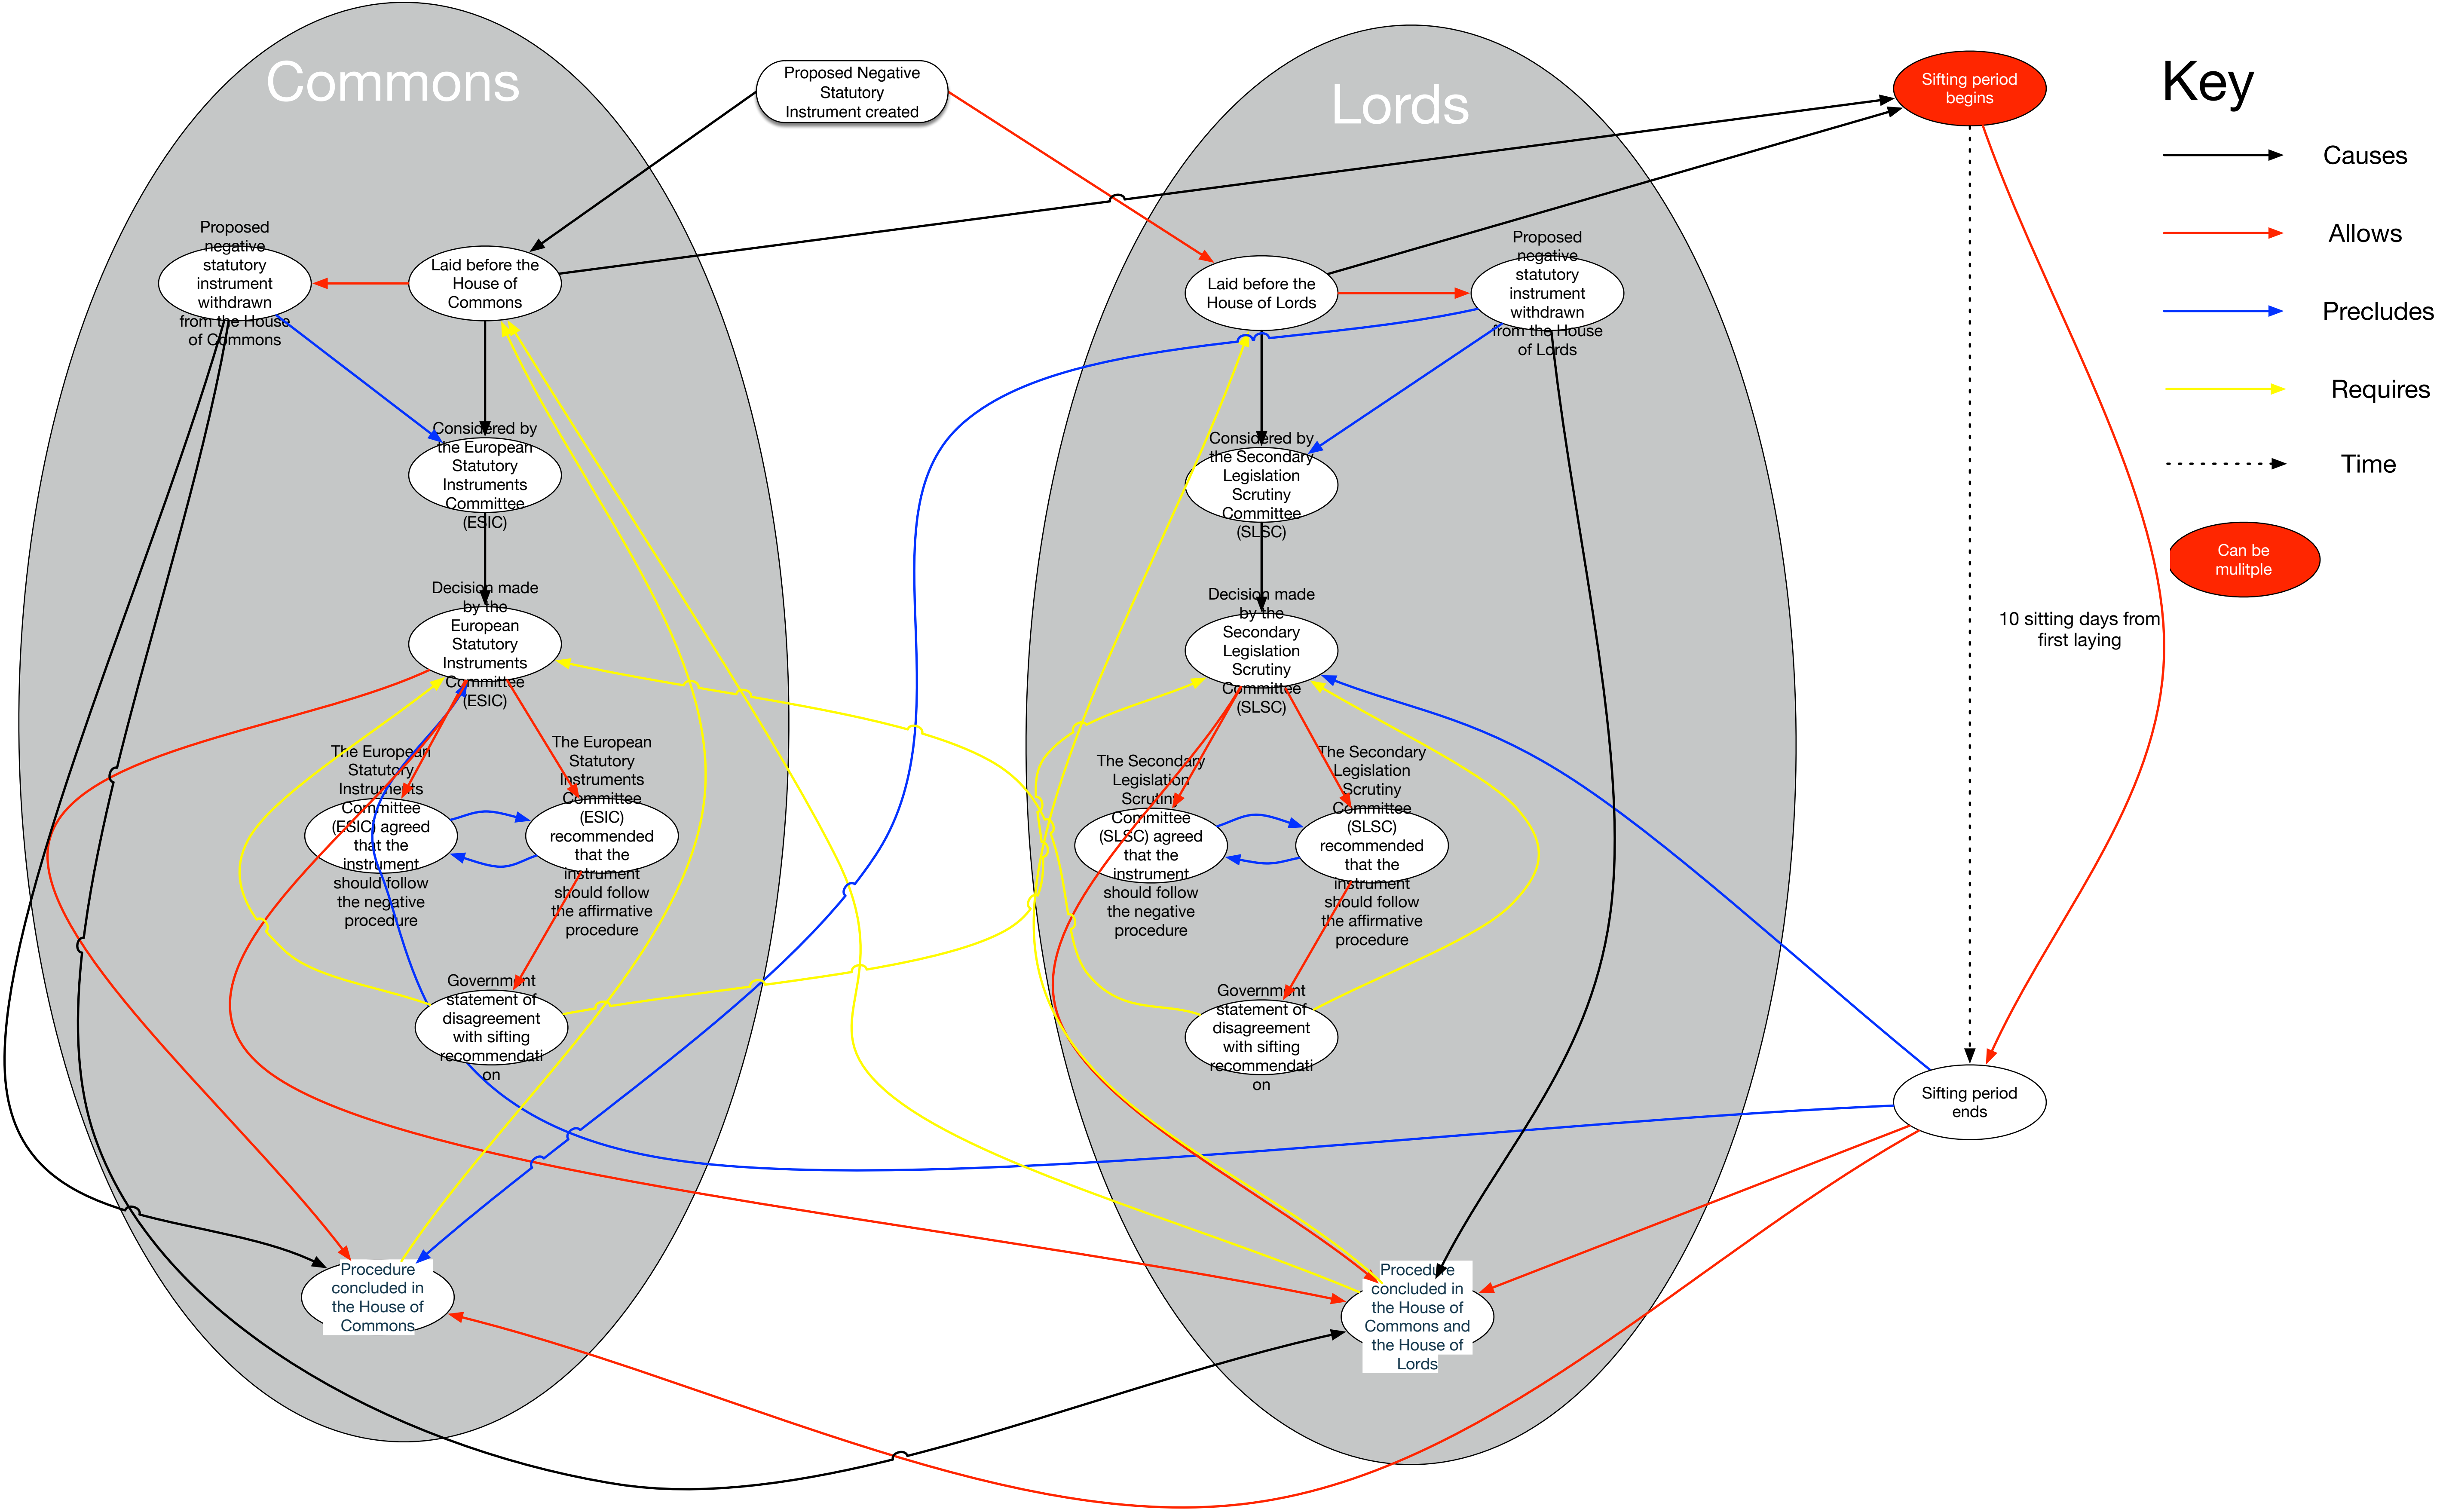 Commons
Proposed Negative
Statutory
Instrument created
Lords
Sifting period
begins
Key
Causes
Allows
Precludes
Requires
Time
Can be
mulitple
Proposed
negative
statutory
instrument
withdrawn
from the House
of Commons
Laid before the
House of
Commons
Laid before the
House of Lords
Proposed
negative
statutory
instrument
withdrawn
from the House
of Lords
Considered by
the European
Statutory
Instruments
Committee
(ESIC)
Considered by
the Secondary
Legislation
Scrutiny
Committee
(SLSC)
Decision made
by the
European
Statutory
Instruments
Committee
(ESIC)
Decision made
by the
Secondary
Legislation
Scrutiny
Committee
(SLSC)
10 sitting days from
first laying
The European
Statutory
Instruments
Committee
(ESIC) agreed
that the
instrument
should follow
the negative
procedure
The European
Statutory
Instruments
Committee
(ESIC)
recommended
that the
instrument
should follow
the affirmative
procedure
The Secondary
Legislation
Scrutiny
Committee
(SLSC) agreed
that the
instrument
should follow
the negative
procedure
The Secondary
Legislation
Scrutiny
Committee
(SLSC)
recommended
that the
instrument
should follow
the affirmative
procedure
Government
statement of
disagreement
with sifting
recommendati
on
Government
statement of
disagreement
with sifting
recommendati
on
Sifting period
ends
Procedure
concluded in
the House of
Commons
Procedure
concluded in
the House of
Commons and
the House of
Lords